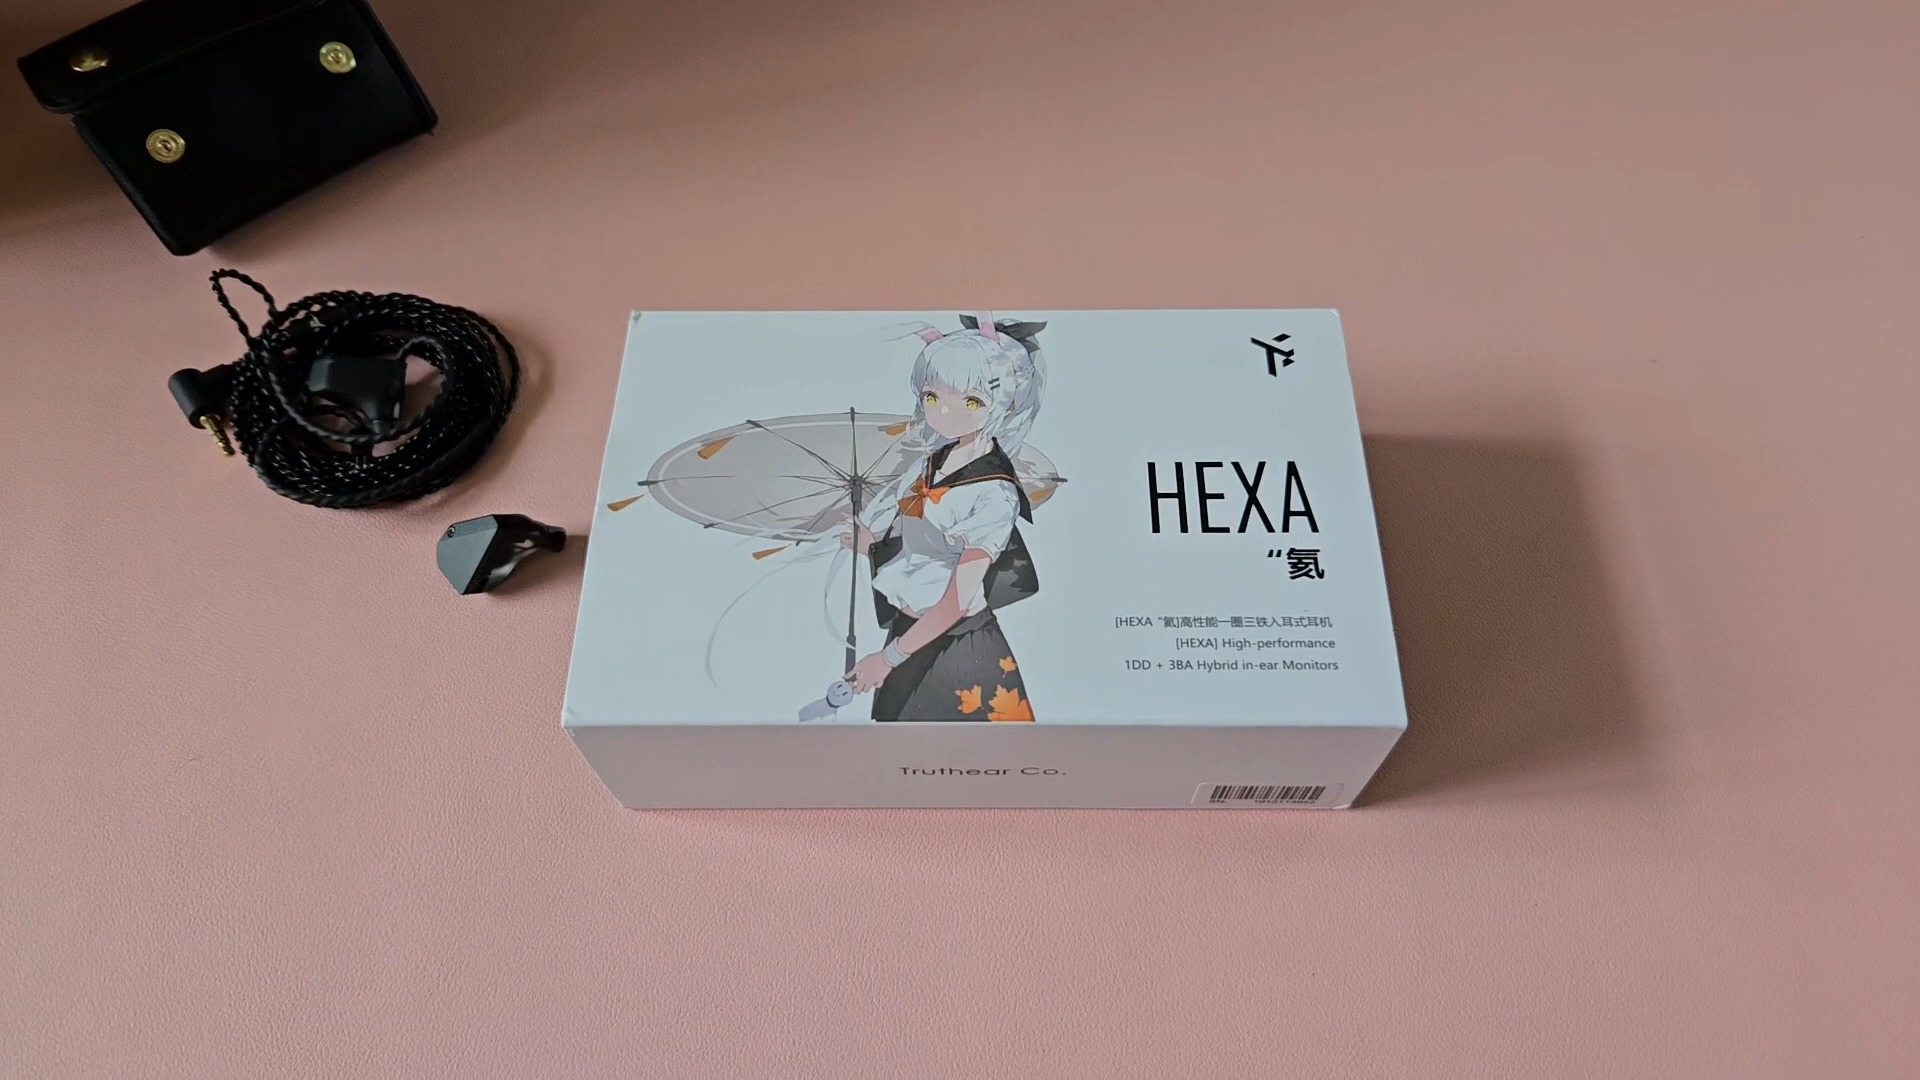 HEXA
“氦
[HEXA “氦]高性能一圈三铁入耳式耳机
[HEXA] High-performance
1DD + 3BA Hybrid in-ear Monitors
Truthear Co.
SN.